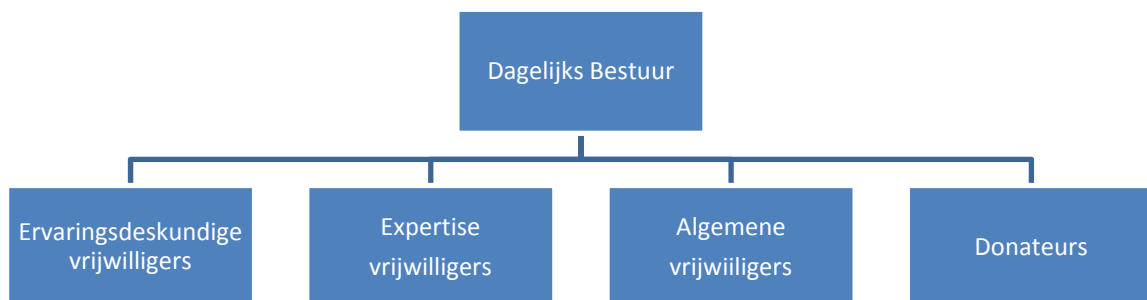 Dagelijks Bestuur
Ervaringsdeskundige
vrijwilligers
Expertise
vrijwilligers
Algemene
vrijwiiligers
Donateurs